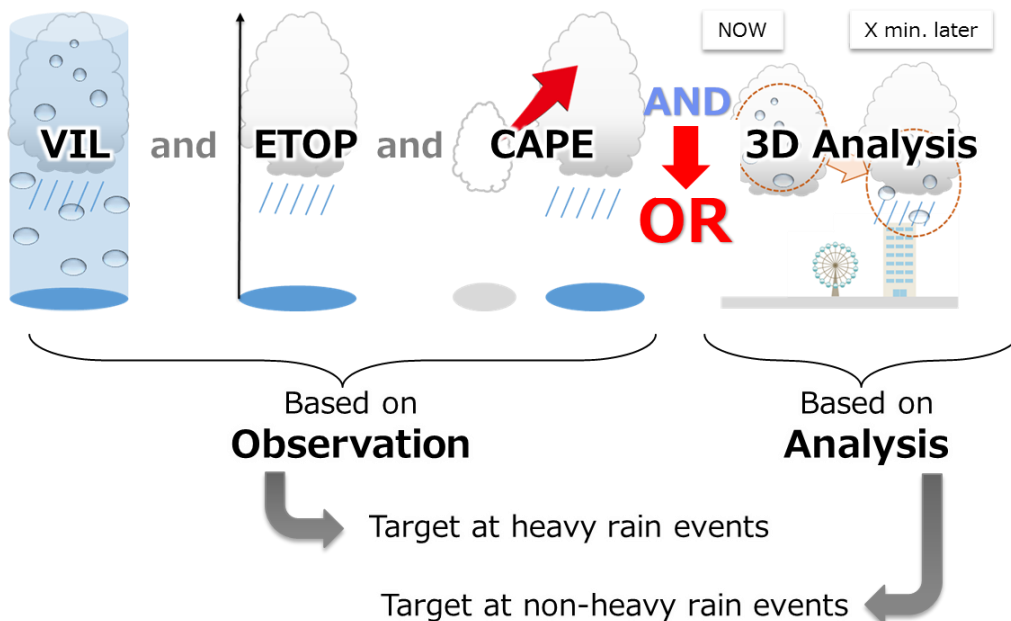 NOW
X min. later
VIL and ETOP and CAPE AND 3D Analysis
OR
Based on
Observation
Based on
Analysis
Target at heavy rain events
Target at non-heavy rain events